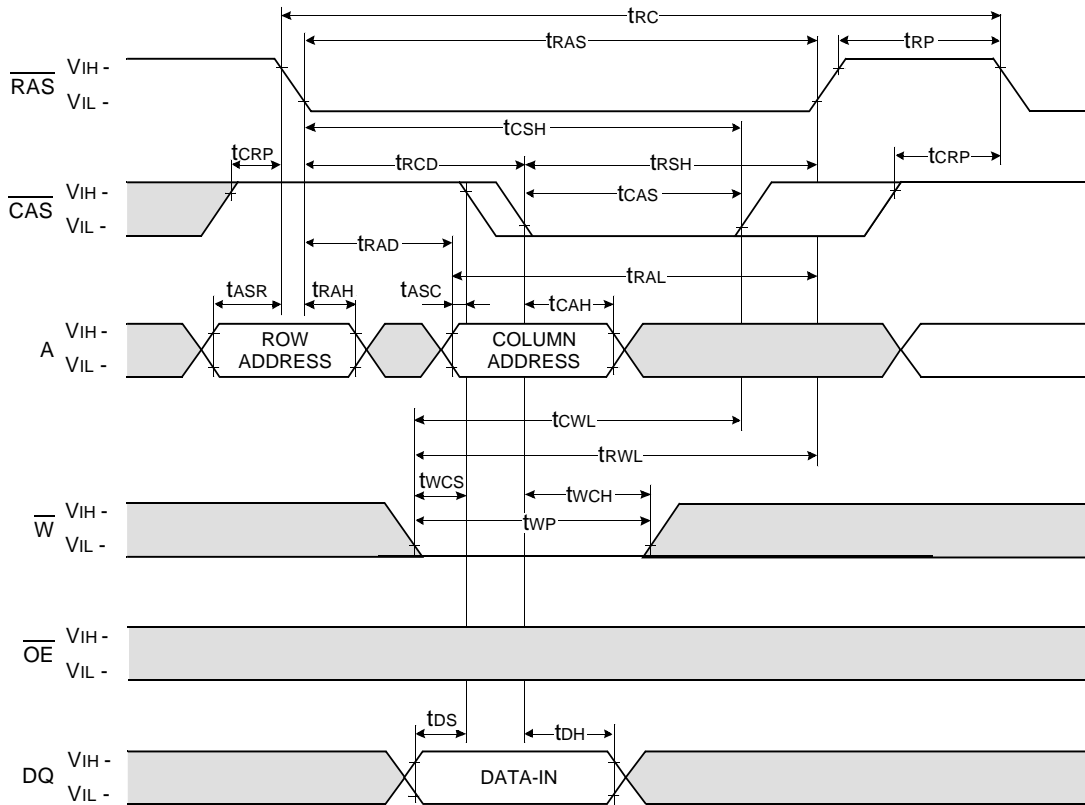 tRC
tRAS
tRP
RAS
VIH -
VIL -
tCSH
tCRP
tRCD
tRSH
tCRP
CAS
VIH -
VIL -
tCAS
tRAD
tRAL
tASR
tRAH
tASC
tCAH
A
VIH -
VIL -
ROW
ADDRESS
COLUMN
ADDRESS
tCWL
tRWL
tWCS
tWCH
W
VIH -
VIL -
tWP
OE
VIH -
VIL -
tDS
tDH
DQ
VIH -
VIL -
DATA-IN